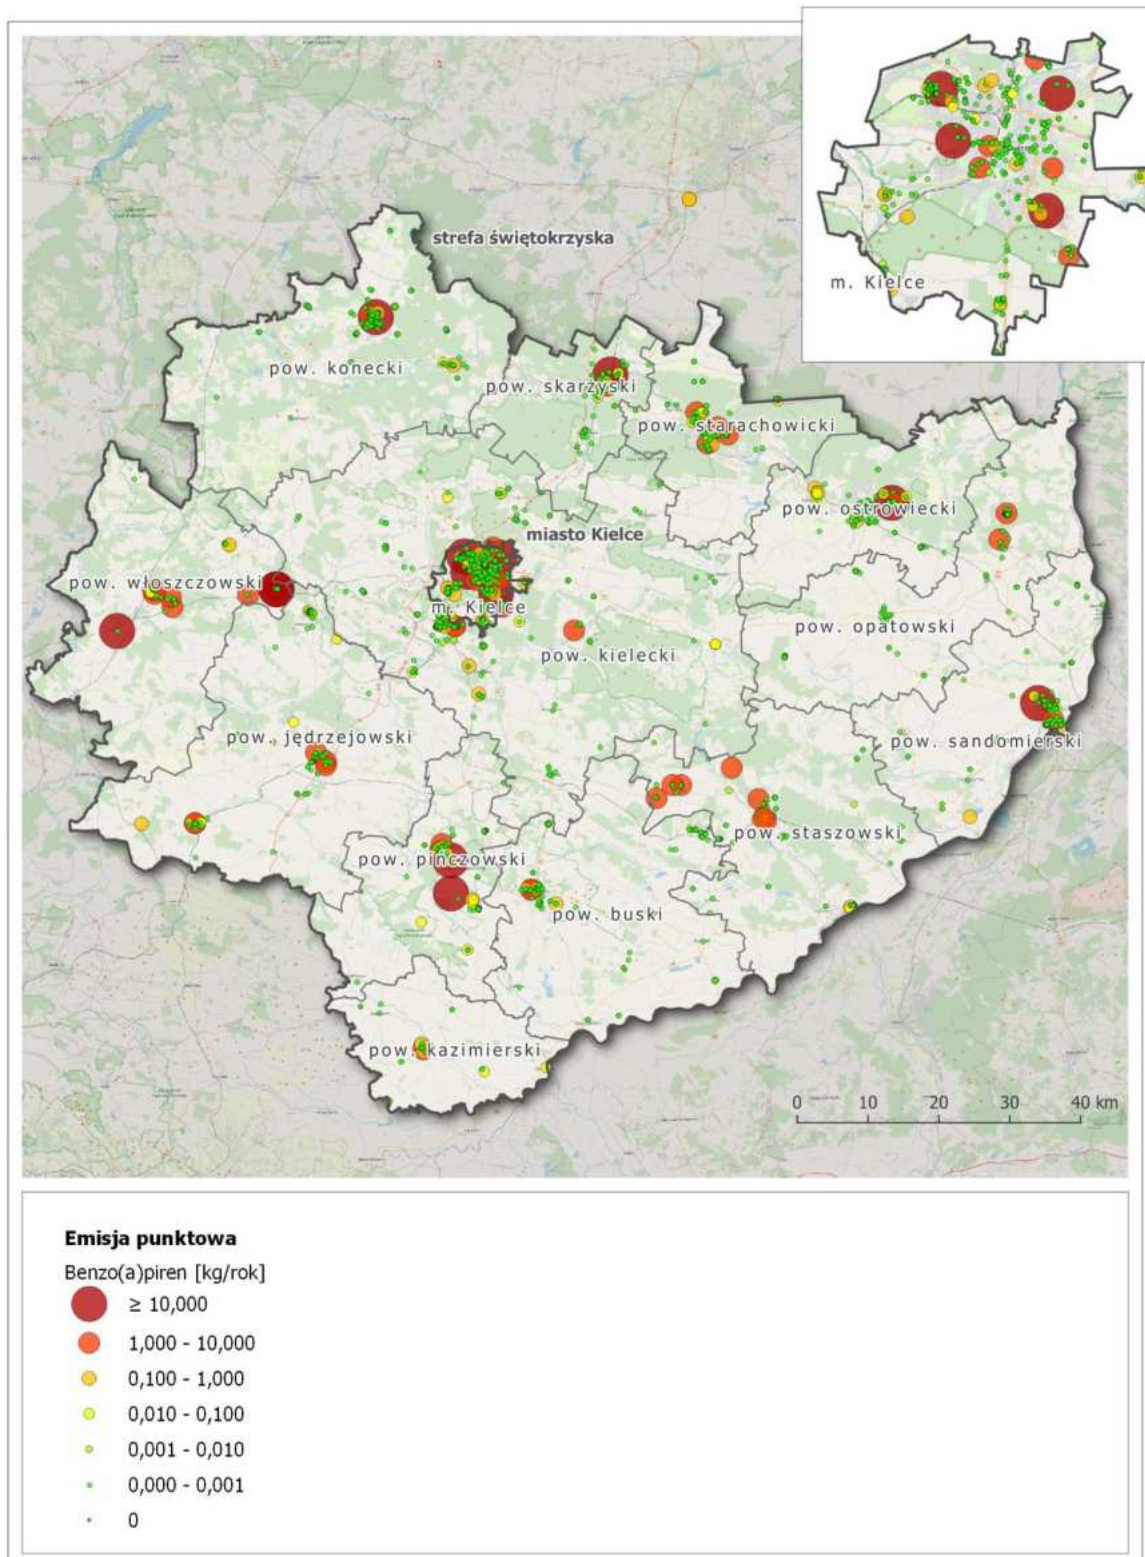 m. Kielce
strefa świętokrzyska
pow. konecki
pow. skarżyski
pow. starachowicki
pow. ostrowiecki
miasto Kielce
pow. włoszczowski
m. Kielce
pow. opatowski
pow. kielecki
pow. jędrzejowski
pow. sandomierski
pow. staszowski
pow. pińczowski
pow. buski
pow. kazimierski
0 10 20 30 40 km
Emisja punktowa
Benzo(a)piren [kg/rok]
≥ 10,000
1,000 - 10,000
0,100 - 1,000
0,010 - 0,100
0,001 - 0,010
0,000 - 0,001
0